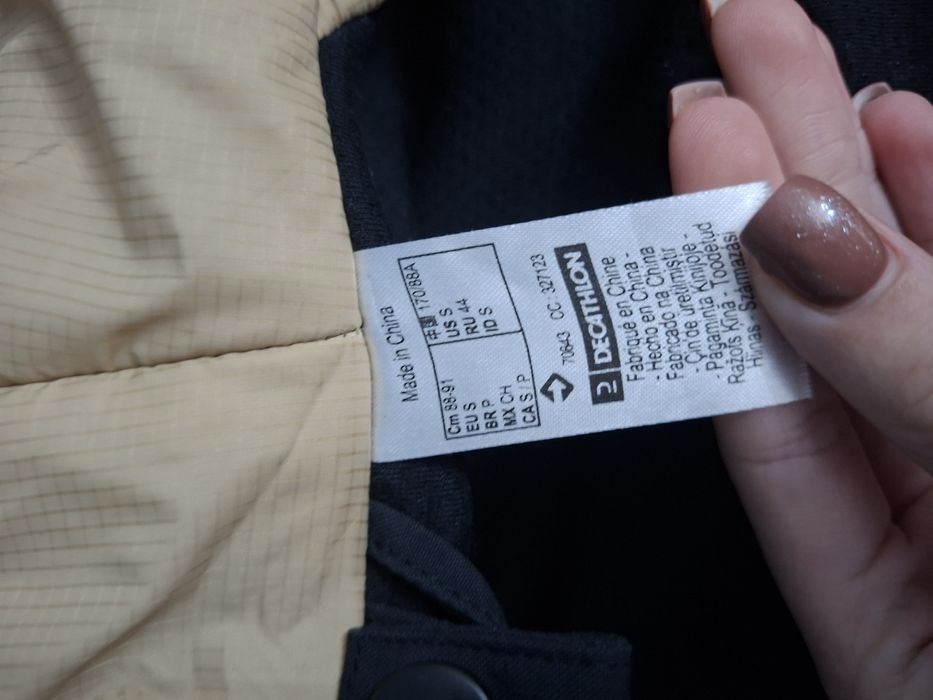 Made in China
Cm 88-91 中国 170/88A
EU S US S
BR P RU 44
MX CH ID S
CA S / P
70643 CC: 327123
DECATHLON
Fabriqué en Chine
- Hecho en China -
Fabricado na China
- Çin'de üretilmiştir
- Pagaminta Kinijoje -
Ražots Ķīnā - Toodetud
Hiinas - Származási